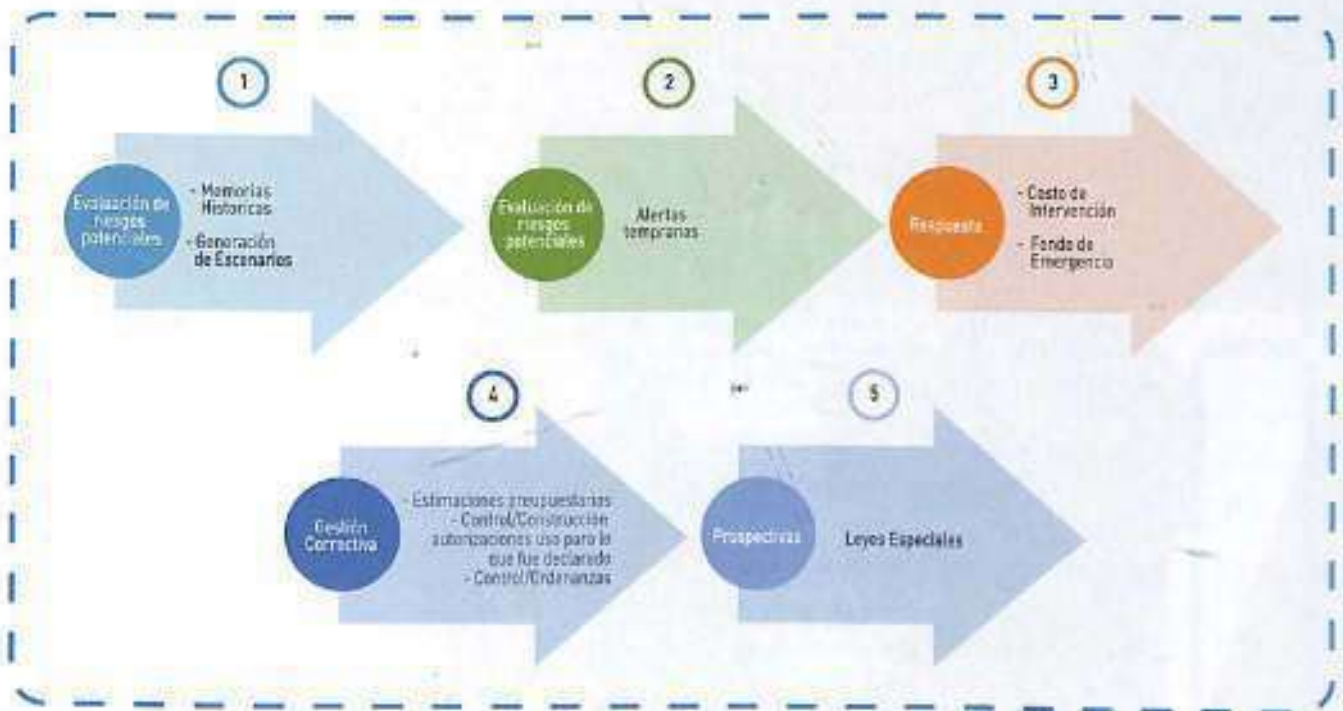 1
Evaluación de
riesgos
potenciales
- Memorias
Historicas
- Generación
de Escenarios
2
Evaluación de
riesgos
potenciales
Alertas
tempranas
3
Respuesta
- Costo de
Intervención
- Fondo de
Emergencia
4
Gestión
Correctiva
- Estimaciones presupuestarias
- Control/Construcción
autorizaciones uso para lo
que fue declarado
- Control/Ordenanzas
5
Prospectivas
Leyes Especiales